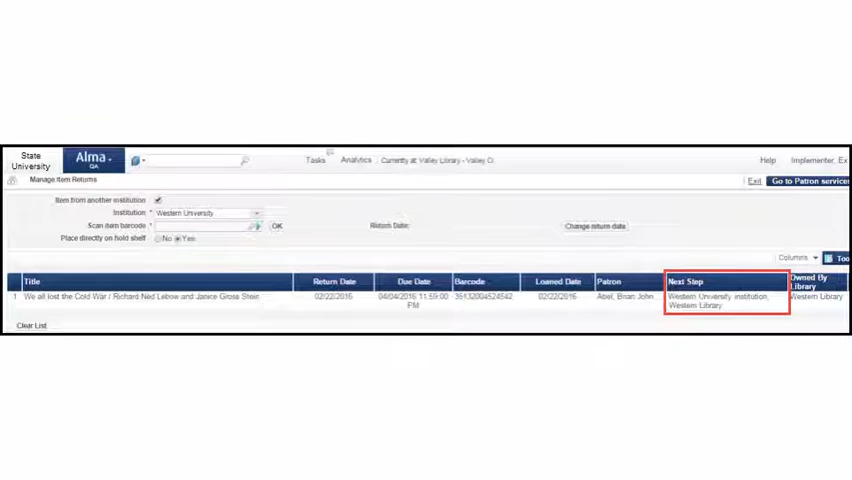 State University
Alma
QA
Tasks
Analytics
Currently at: Valley Library - Valley Ci
Help
Implementer, Ex
Manage Item Returns
Exit
Go to Patron services
Item from another institution
Institution * Western University
Scan item barcode * OK
Return Date:
Change return date
Place directly on hold shelf No Yes
Columns
Too
Title Return Date Due Date Barcode Loaned Date Patron Next Step Owned By Library
1 We all lost the Cold War / Richard Ned Lebow and Janice Gross Stein. 02/22/2016 04/04/2016 11:59:00 PM 35132004524542 02/22/2016 Abel, Brian John Western University institution, Western Library Western Library
Clear List